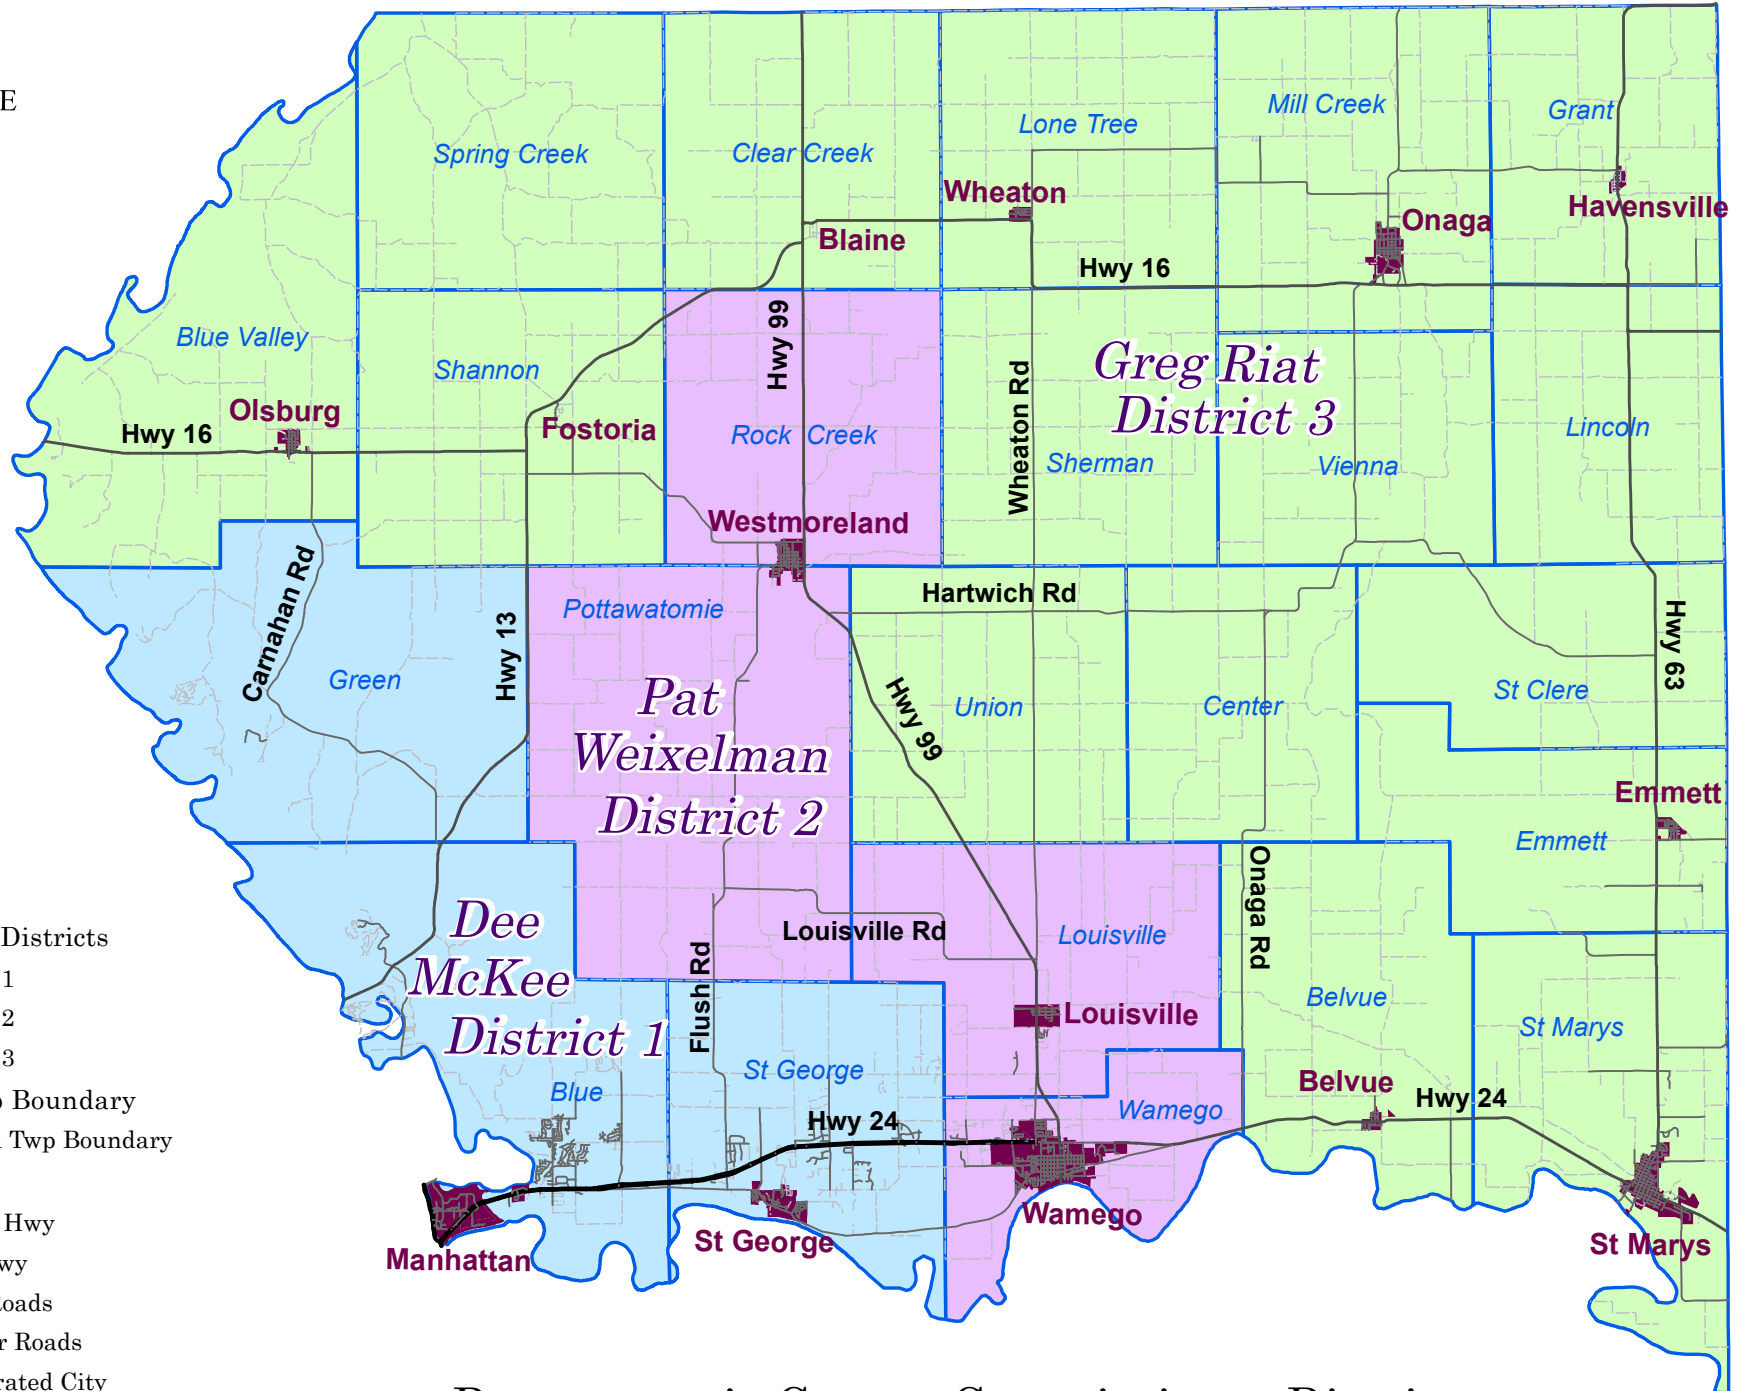 E
Spring Creek
Clear Creek
Lone Tree
Mill Creek
Grant
Wheaton
Havensville
Onaga
Blaine
Hwy 16
Blue Valley
Hwy 99
Shannon
Greg Riat
District 3
Olsburg
Hwy 16
Fostoria
Rock Creek
Wheaton Rd
Sherman
Vienna
Lincoln
Westmoreland
Carnahan Rd
Hwy 13
Pottawatomie
Hartwich Rd
Hwy 63
Green
Pat
Weixelman
District 2
Hwy 99
Union
Center
St Clere
Emmett
Emmett
Onaga Rd
Dee
McKee
District 1
Louisville Rd
Louisville
Flush Rd
Belvue
Louisville
St Marys
St George
Blue
Belvue
Hwy 24
Wamego
Hwy 24
Wamego
St George
Manhattan
St Marys
Districts
1
2
3
Boundary
Twp Boundary
Hwy
Roads